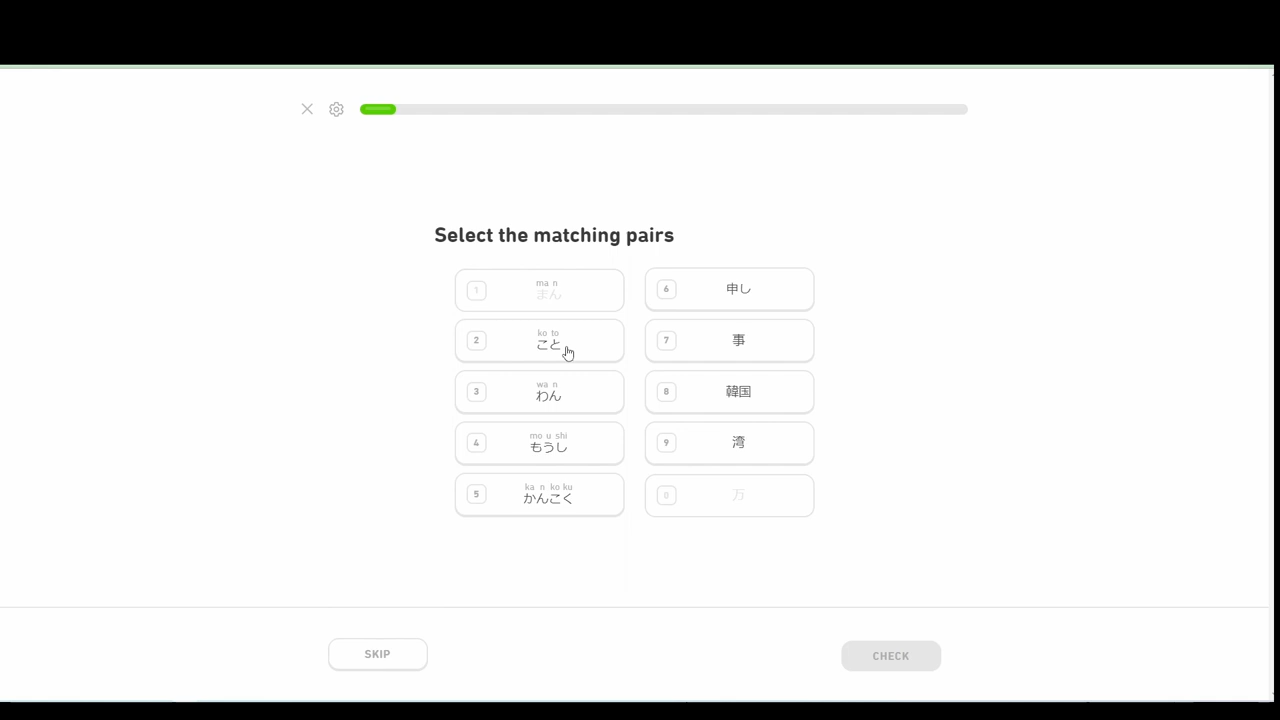 Select the matching pairs
1
ma n
まん
6
申し
2
ko to
こと
7
事
3
wa n
わん
8
韓国
4
mo u shi
もうし
9
湾
5
ka n ko ku
かんこく
0
万
SKIP
CHECK